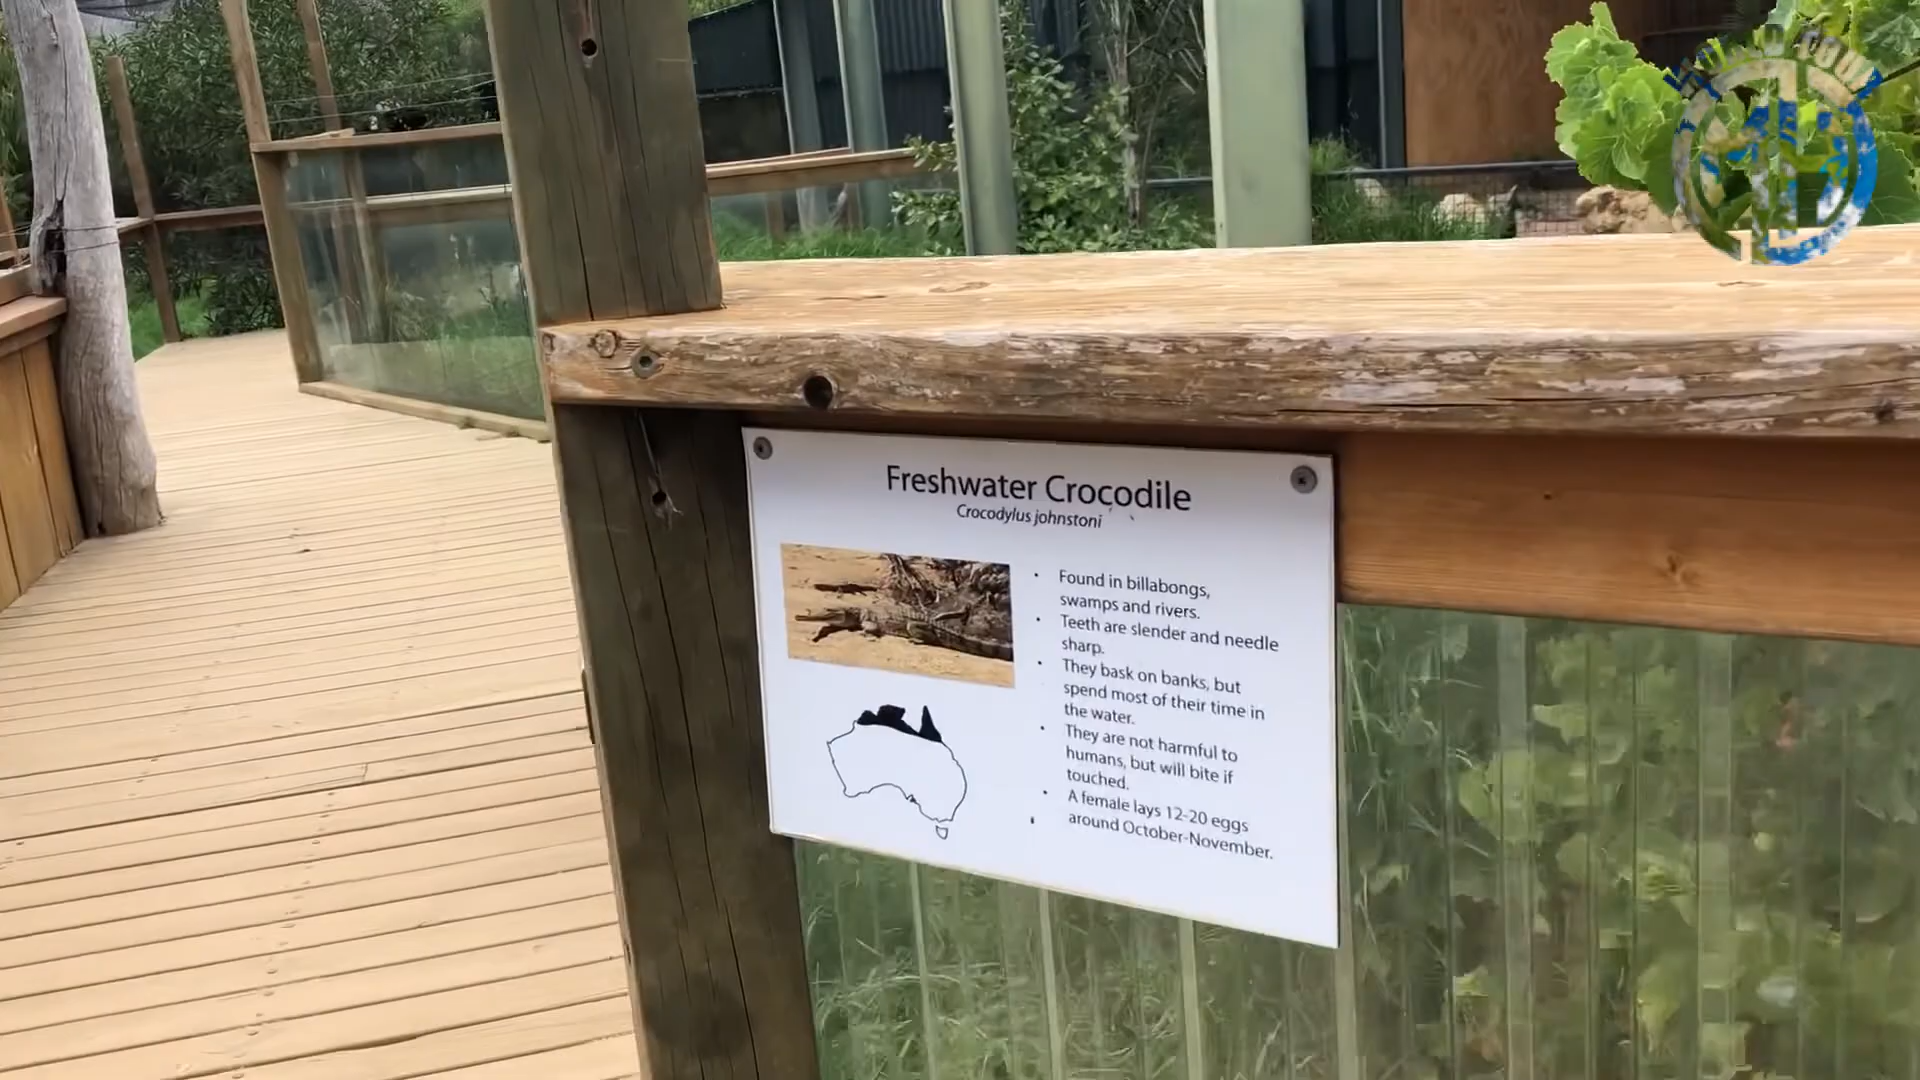 Freshwater Crocodile
Crocodylus johnstoni
• Found in billabongs,
swamps and rivers.
• Teeth are slender and needle
sharp.
• They bask on banks, but
spend most of their time in
the water.
• They are not harmful to
humans, but will bite if
touched.
• A female lays 12-20 eggs
around October-November.